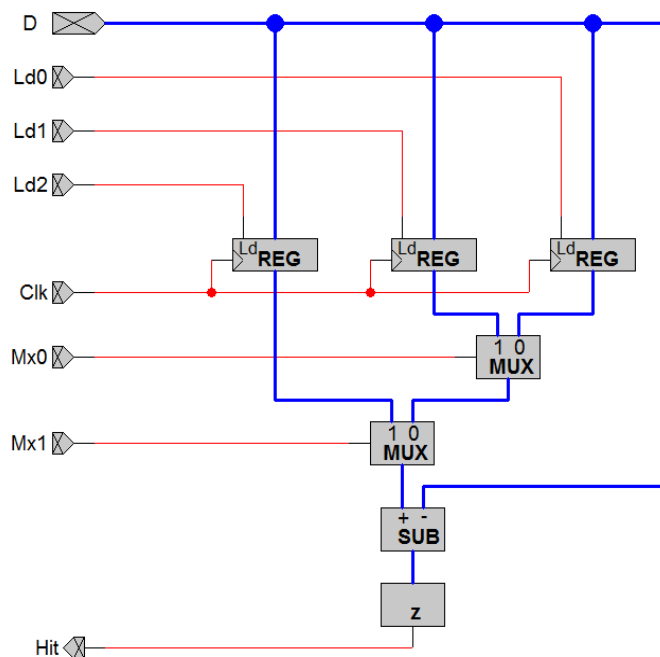 D
Ld0
Ld1
Ld2
Ld REG Ld REG Ld REG
Clk
1 0
MUX
Mx0
1 0
MUX
Mx1
+ -
SUB
z
Hit